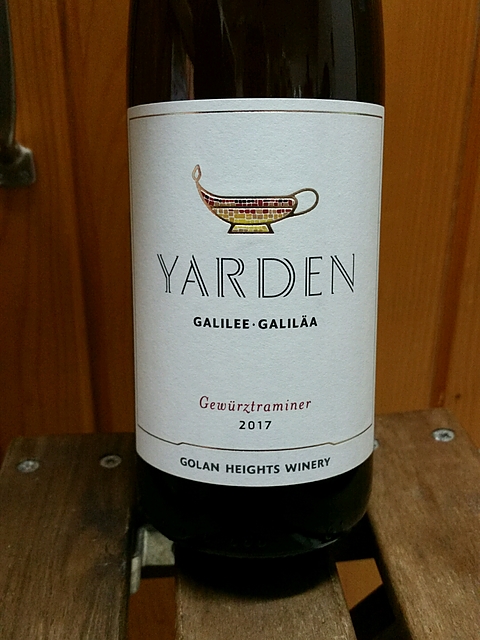 YARDEN
GALILEE·GALILÄA
Gewürztraminer
2017
GOLAN HEIGHTS WINERY